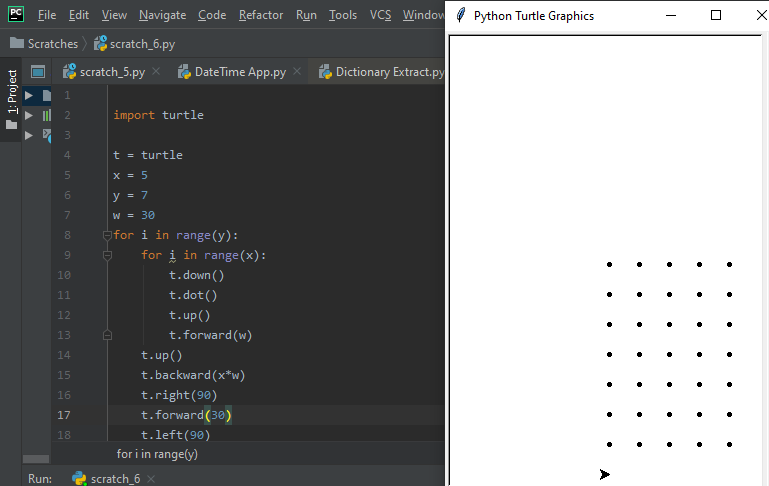 PC File Edit View Navigate Code Refactor Run Tools VCS Window
Python Turtle Graphics
Scratches scratch_6.py
1: Project
scratch_5.py DateTime App.py Dictionary Extract.py
1
2 import turtle
3
4 t = turtle
5 x = 5
6 y = 7
7 w = 30
8 for i in range(y):
9 for i in range(x):
10 t.down()
11 t.dot()
12 t.up()
13 t.forward(w)
14 t.up()
15 t.backward(x*w)
16 t.right(90)
17 t.forward(30)
18 t.left(90)
for i in range(y)
Run: scratch_6